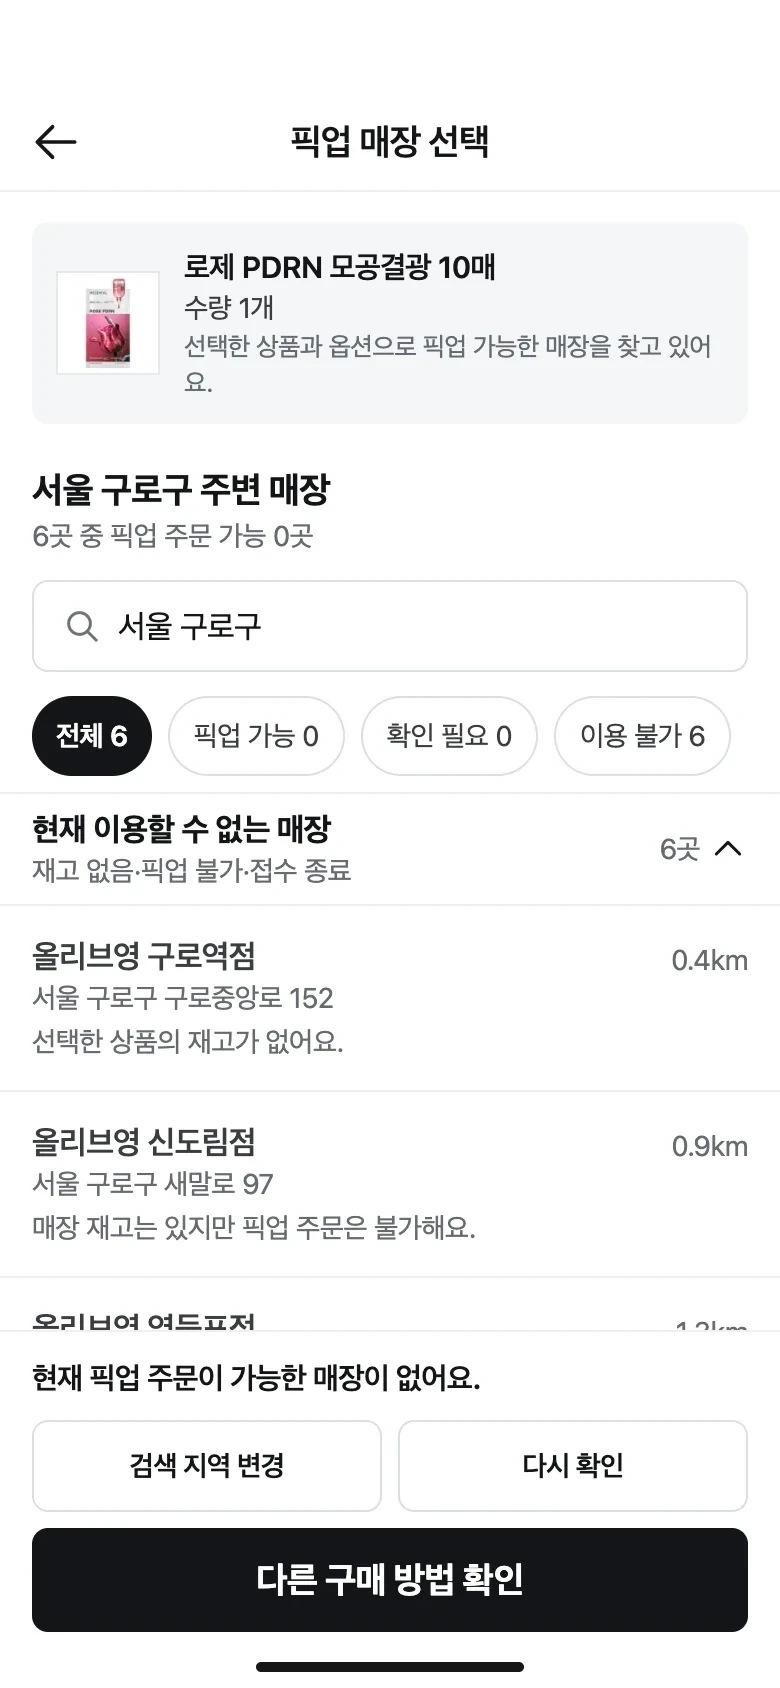 픽업 매장 선택
로제 PDRN 모공결광 10매
수량 1개
선택한 상품과 옵션으로 픽업 가능한 매장을 찾고 있어
요.
ROSE PDRN
서울 구로구 주변 매장
6곳 중 픽업 주문 가능 0곳
서울 구로구
전체 6
픽업 가능 0
확인 필요 0
이용 불가 6
현재 이용할 수 없는 매장
6곳
재고 없음·픽업 불가·접수 종료
올리브영 구로역점
0.4km
서울 구로구 구로중앙로 152
선택한 상품의 재고가 없어요.
올리브영 신도림점
0.9km
서울 구로구 새말로 97
매장 재고는 있지만 픽업 주문은 불가해요.
올리브영 영등포점
현재 픽업 주문이 가능한 매장이 없어요.
검색 지역 변경
다시 확인
다른 구매 방법 확인